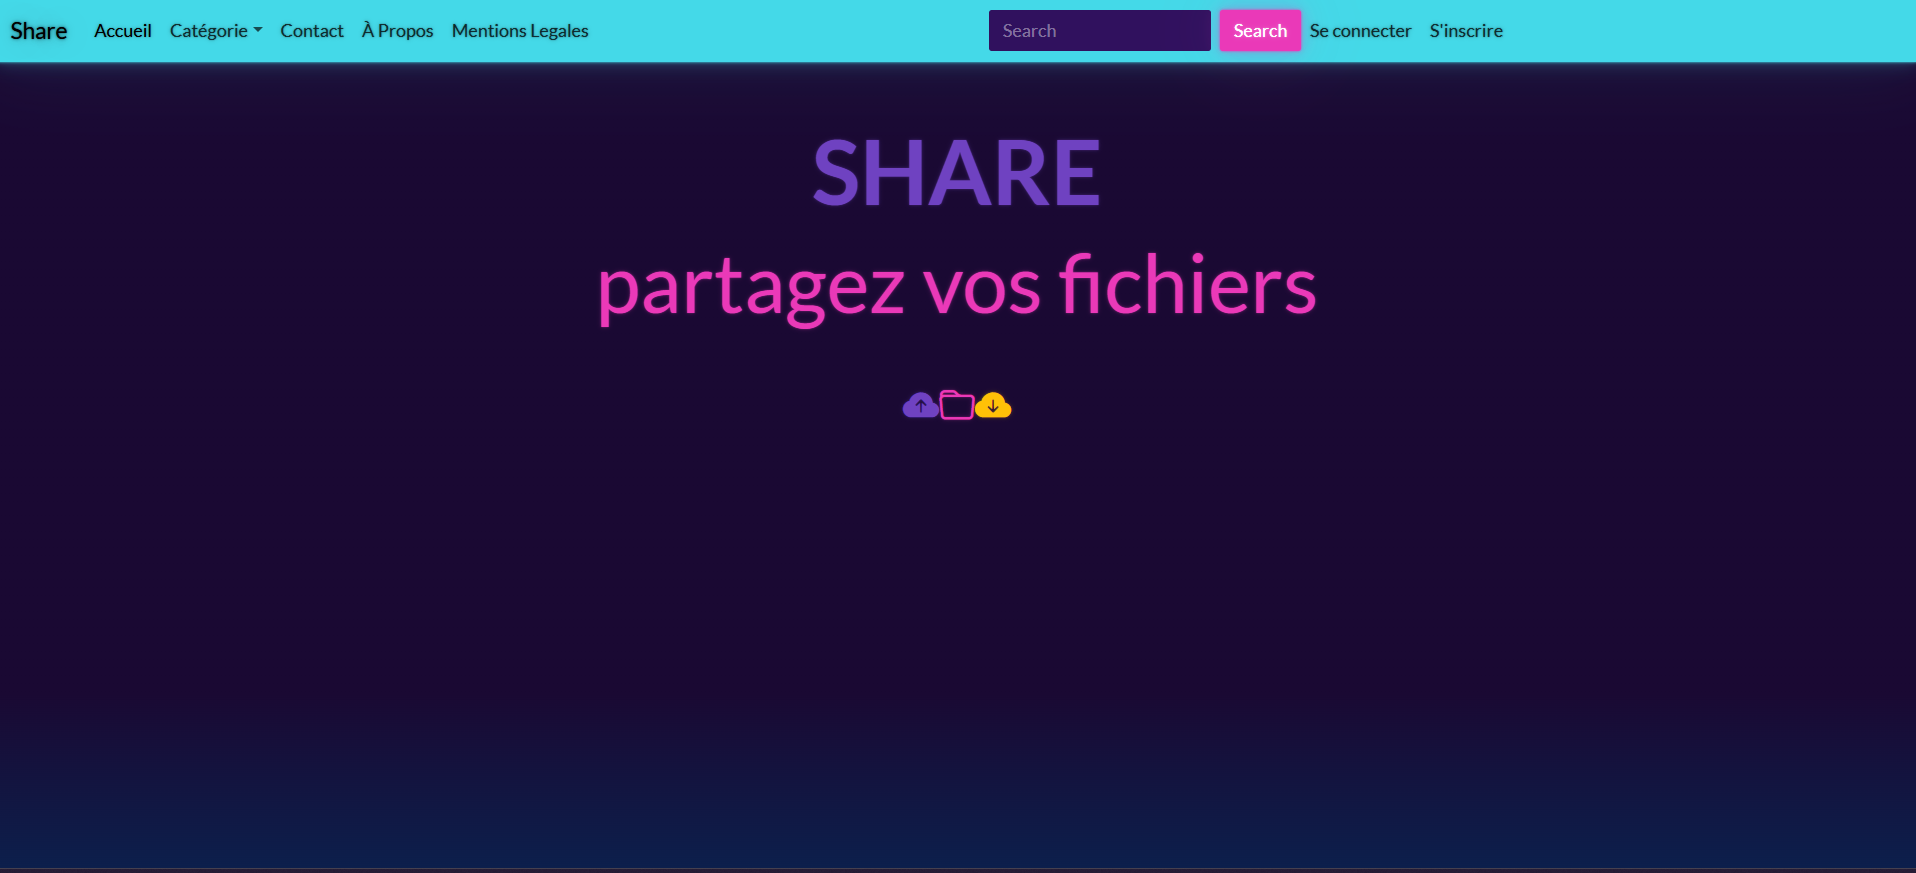 Share Accueil Catégorie Contact À Propos Mentions Legales Search Search Se connecter S'inscrire
SHARE
partagez vos fichiers